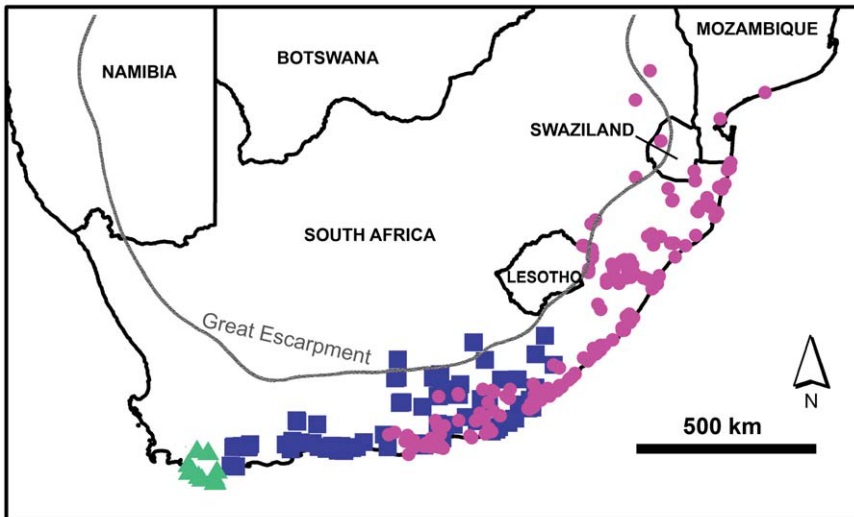 MOZAMBIQUE
NAMIBIA
BOTSWANA
SWAZILAND
SOUTH AFRICA
LESOTHO
Great Escarpment
N
500 km